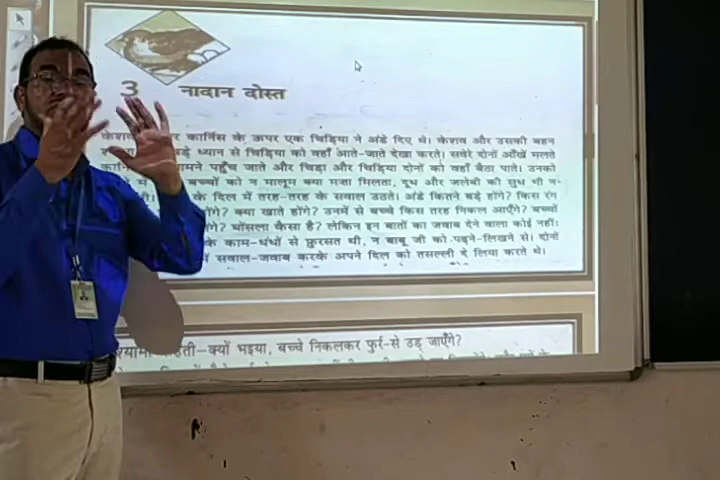 3 नादान दोस्त
केशव कार्निस के ऊपर एक चिड़िया ने अंडे दिए थे। केशव और उसकी बहन
बड़े ध्यान से चिड़िया को वहाँ आते-जाते देखा करते। सवेरे दोनों आँखें मलते
सामने पहुँच जाते और चिड़ा और चिड़िया दोनों को वहाँ बैठा पाते। उनको
बच्चों को न मालूम क्या मज़ा मिलता, दूध और जलेबी की सुध भी न
के दिल में तरह-तरह के सवाल उठते। अंडे कितने बड़े होंगे? किस रंग
होंगे? क्या खाते होंगे? उनमें से बच्चे किस तरह निकल आएँगे? बच्चों
घोंसला कैसा है? लेकिन इन बातों का जवाब देने वाला कोई नहीं।
के काम-धंधों से फ़ुरसत थी, न बाबू जी को पढ़ने-लिखने से। दोनों
सवाल-जवाब करके अपने दिल को तसल्ली दे लिया करते थे।
श्यामा कहती—क्यों भइया, बच्चे निकलकर फुर्र-से उड़ जाएँगे?